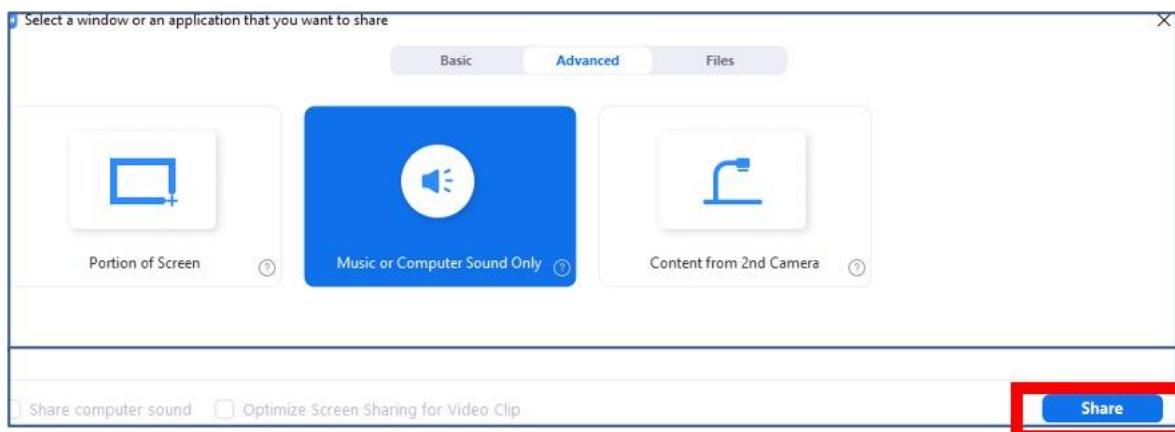 Select a window or an application that you want to share
Basic Advanced Files
Portion of Screen
Music or Computer Sound Only
Content from 2nd Camera
Share computer sound
Optimize Screen Sharing for Video Clip
Share